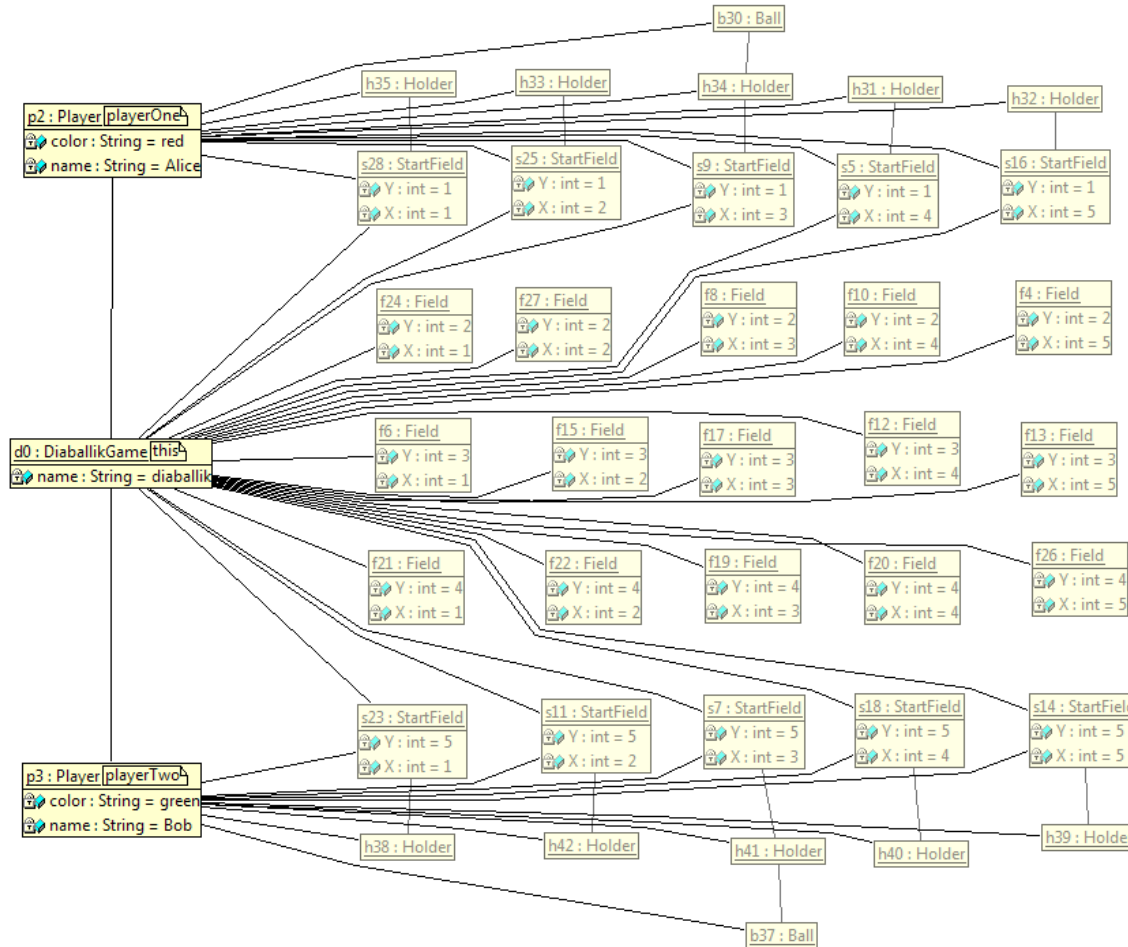 b30 : Ball
h35 : Holder
h33 : Holder
h34 : Holder
h31 : Holder
h32 : Holder
p2 : Player playerOne
color : String = red
name : String = Alice
s28 : StartField
Y : int = 1
X : int = 1
s25 : StartField
Y : int = 1
X : int = 2
s9 : StartField
Y : int = 1
X : int = 3
s5 : StartField
Y : int = 1
X : int = 4
s16 : StartField
Y : int = 1
X : int = 5
f24 : Field
Y : int = 2
X : int = 1
f27 : Field
Y : int = 2
X : int = 2
f8 : Field
Y : int = 2
X : int = 3
f10 : Field
Y : int = 2
X : int = 4
f4 : Field
Y : int = 2
X : int = 5
d0 : DiaballikGame this
name : String = diaballik
f6 : Field
Y : int = 3
X : int = 1
f15 : Field
Y : int = 3
X : int = 2
f17 : Field
Y : int = 3
X : int = 3
f12 : Field
Y : int = 3
X : int = 4
f13 : Field
Y : int = 3
X : int = 5
f21 : Field
Y : int = 4
X : int = 1
f22 : Field
Y : int = 4
X : int = 2
f19 : Field
Y : int = 4
X : int = 3
f20 : Field
Y : int = 4
X : int = 4
f26 : Field
Y : int = 4
X : int = 5
s23 : StartField
Y : int = 5
X : int = 1
s11 : StartField
Y : int = 5
X : int = 2
s7 : StartField
Y : int = 5
X : int = 3
s18 : StartField
Y : int = 5
X : int = 4
s14 : StartField
Y : int = 5
X : int = 5
p3 : Player playerTwo
color : String = green
name : String = Bob
h38 : Holder
h42 : Holder
h41 : Holder
h40 : Holder
h39 : Holder
b37 : Ball